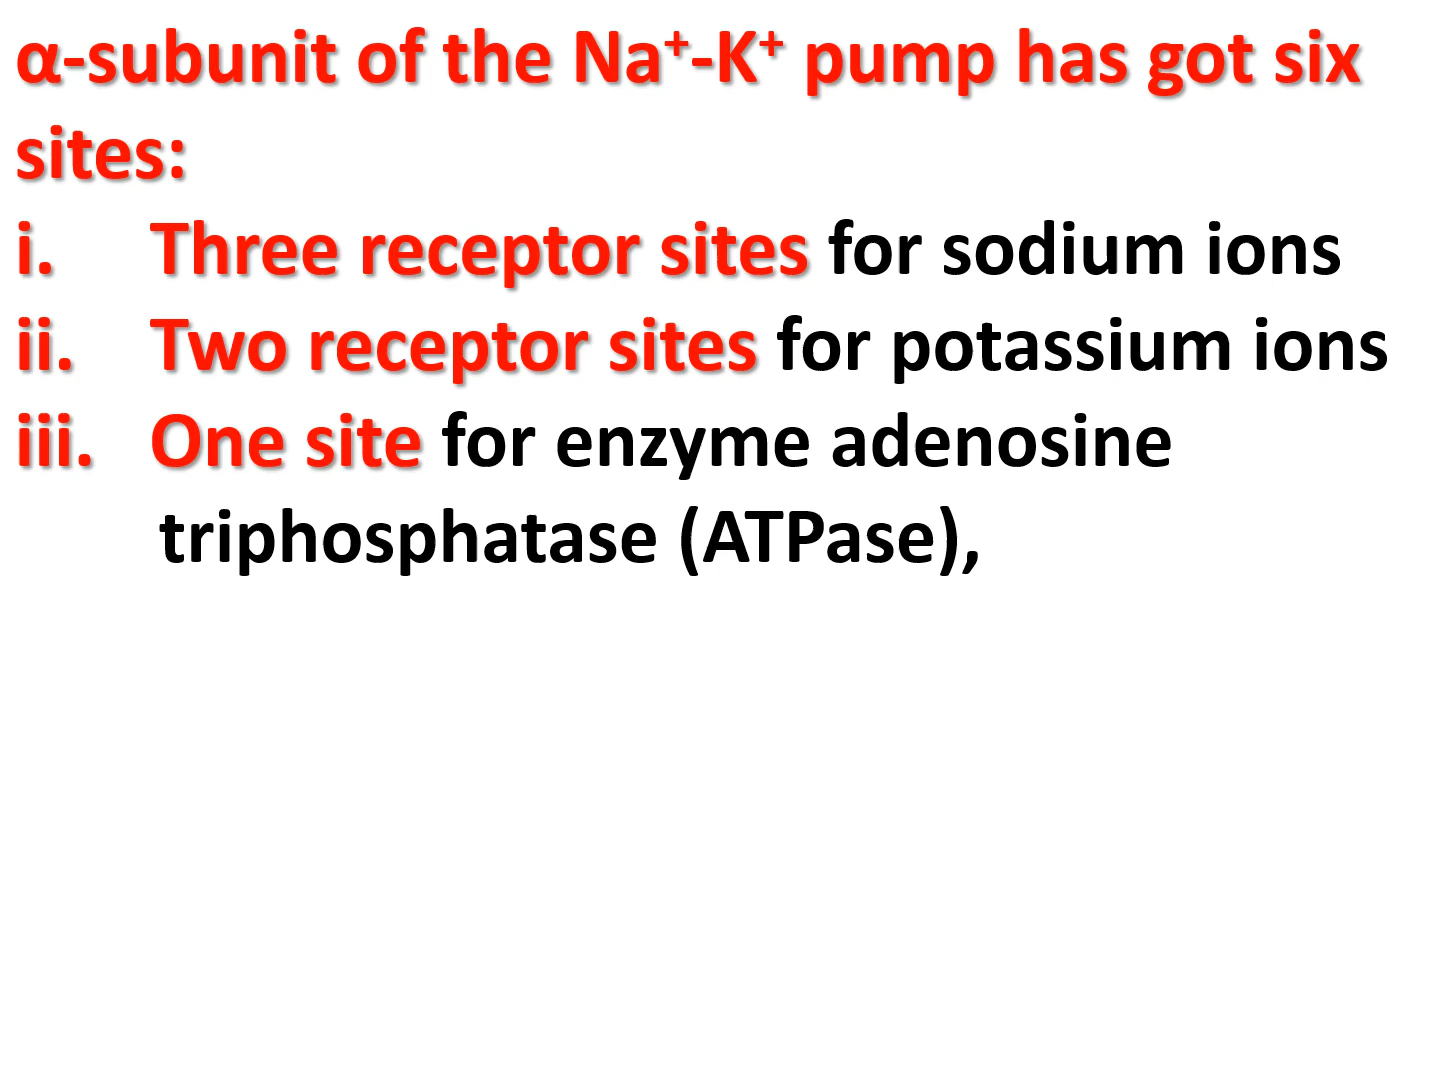 α-subunit of the Na⁺-K⁺ pump has got six
sites:
i. Three receptor sites for sodium ions
ii. Two receptor sites for potassium ions
iii. One site for enzyme adenosine
triphosphatase (ATPase),